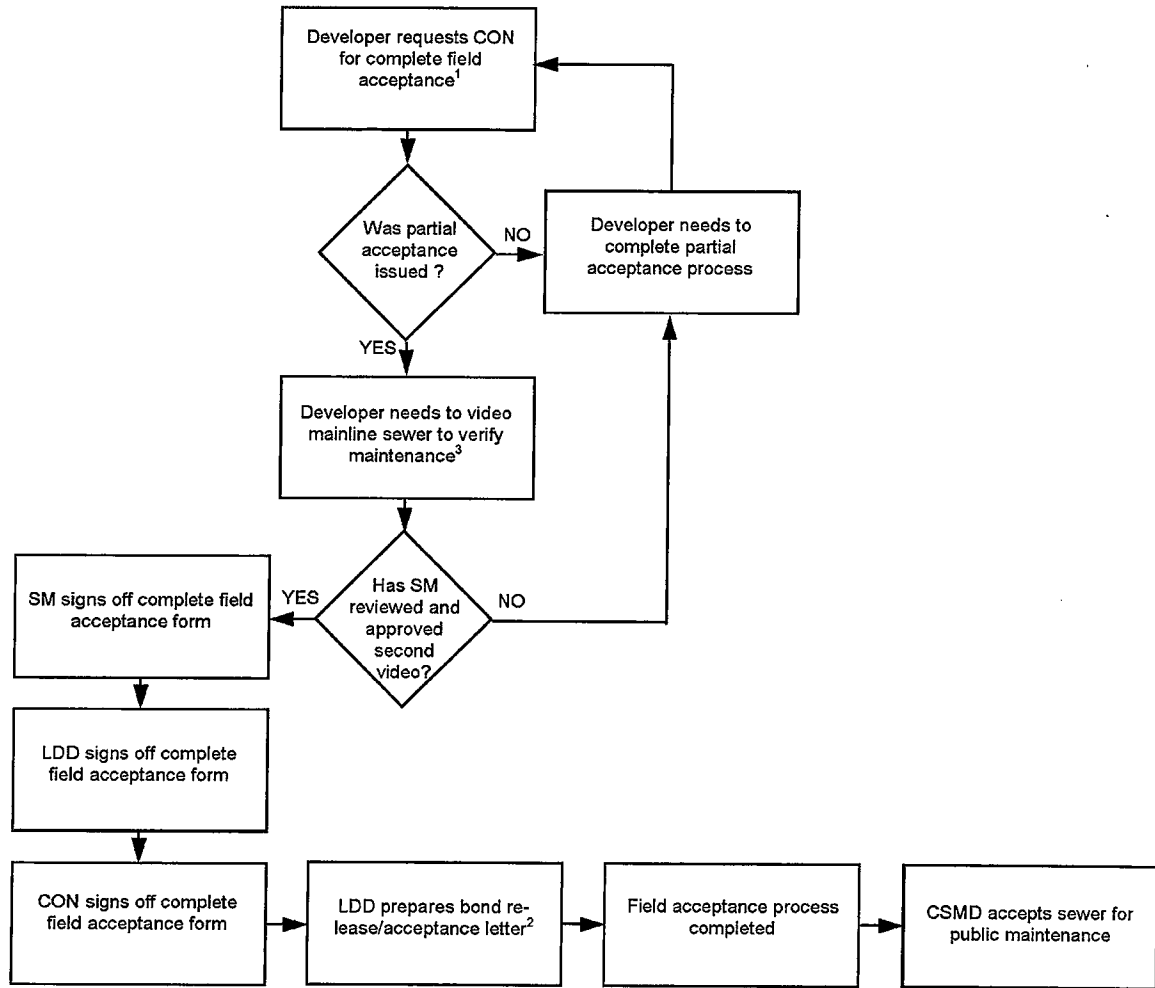 Developer requests CON
for complete field
acceptance¹
Was partial
acceptance
issued ?
NO
Developer needs to
complete partial
acceptance process
YES
Developer needs to video
mainline sewer to verify
maintenance³
Has SM
reviewed and
approved
second
video?
NO
YES
SM signs off complete field
acceptance form
LDD signs off complete
field acceptance form
CON signs off complete
field acceptance form
LDD prepares bond re-
lease/acceptance letter²
Field acceptance process
completed
CSMD accepts sewer for
public maintenance